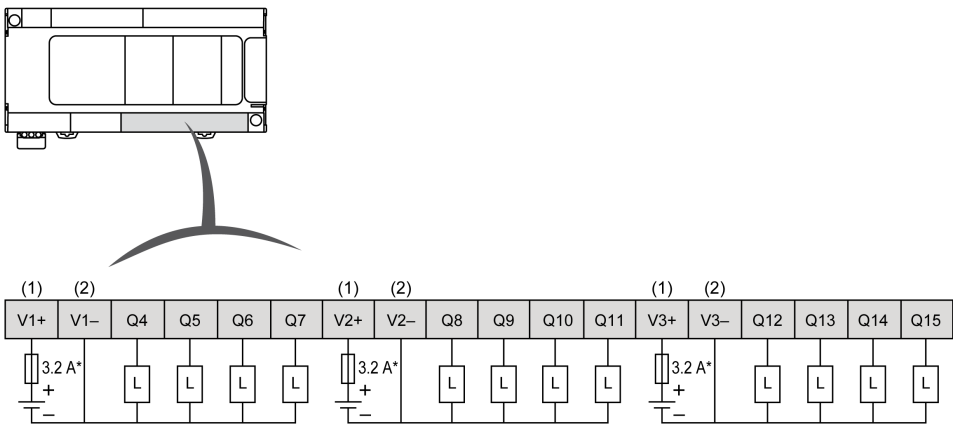 (1) (2) (1) (2) (1) (2)
V1+ V1– Q4 Q5 Q6 Q7 V2+ V2– Q8 Q9 Q10 Q11 V3+ V3– Q12 Q13 Q14 Q15
3.2 A* L L L L 3.2 A* L L L L 3.2 A* L L L L
+ + +
– – –